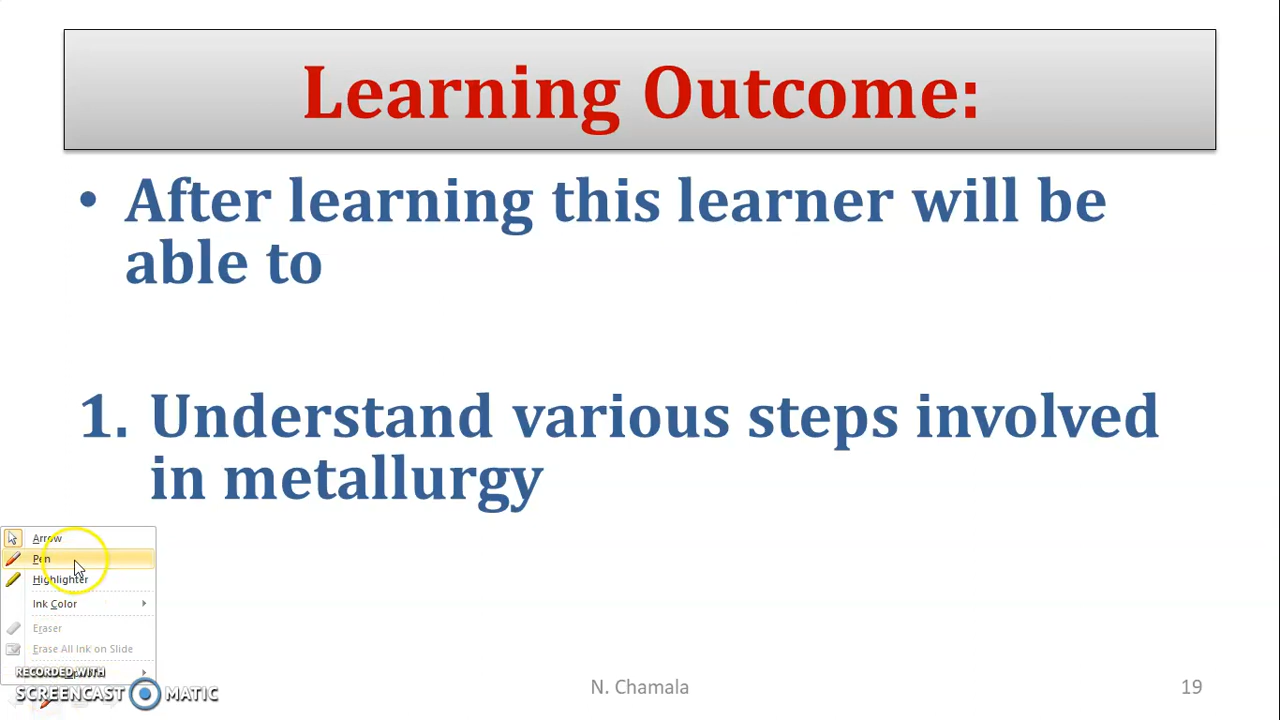 Learning Outcome:
• After learning this learner will be
able to
1. Understand various steps involved
in metallurgy
Arrow
Pen
Highlighter
Ink Color
Eraser
Erase All Ink on Slide
RECORDED WITH
SCREENCAST MATIC
N. Chamala
19